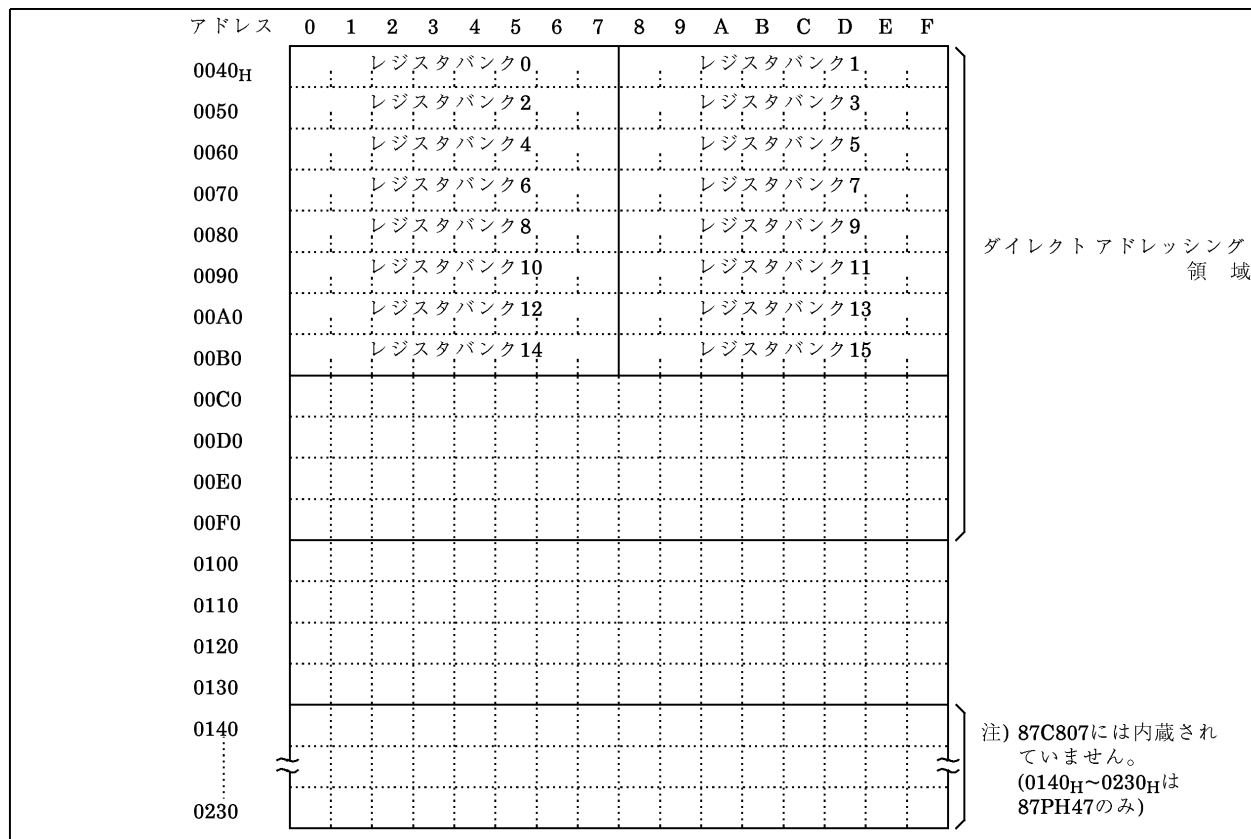 アドレス 0 1 2 3 4 5 6 7 8 9 A B C D E F
0040H レジスタバンク0 レジスタバンク1
0050 レジスタバンク2 レジスタバンク3
0060 レジスタバンク4 レジスタバンク5
0070 レジスタバンク6 レジスタバンク7
0080 レジスタバンク8 レジスタバンク9
0090 レジスタバンク10 レジスタバンク11
00A0 レジスタバンク12 レジスタバンク13
00B0 レジスタバンク14 レジスタバンク15
ダイレクト アドレッシング
領 域
00C0
00D0
00E0
00F0
0100
0110
0120
0130
0140
0230
注) 87C807には内蔵され
ていません。
(0140H~0230Hは
87PH47のみ)